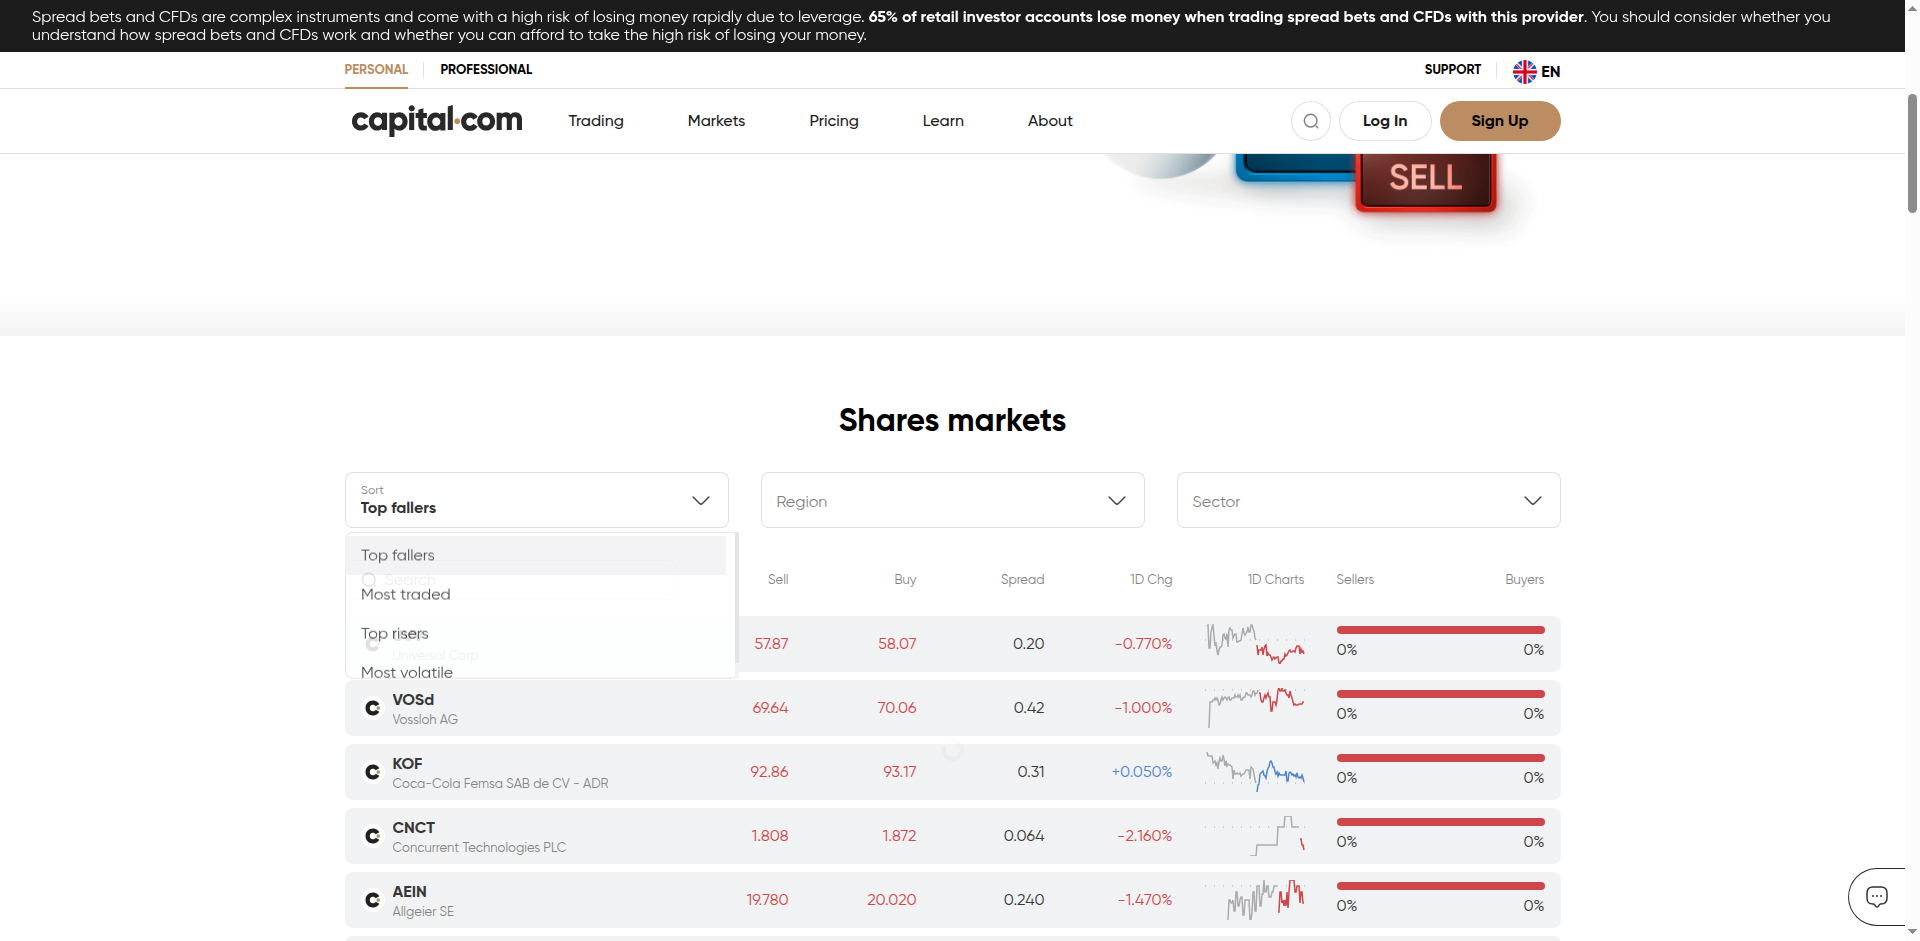 Spread bets and CFDs are complex instruments and come with a high risk of losing money rapidly due to leverage. 65% of retail investor accounts lose money when trading spread bets and CFDs with this provider. You should consider whether you
understand how spread bets and CFDs work and whether you can afford to take the high risk of losing your money.
PERSONAL PROFESSIONAL SUPPORT EN
capital.com Trading Markets Pricing Learn About Log In Sign Up
SELL
Shares markets
Sort
Top fallers Region Sector
Top fallers
Search Sell Buy Spread 1D Chg 1D Charts Sellers Buyers
Most traded
Top risers
57.87 58.07 0.20 -0.770% 0% 0%
Universal Corp
Most volatile
VOSd
Vossloh AG 69.64 70.06 0.42 -1.000% 0% 0%
KOF
Coca-Cola Femsa SAB de CV - ADR 92.86 93.17 0.31 +0.050% 0% 0%
CNCT
Concurrent Technologies PLC 1.808 1.872 0.064 -2.160% 0% 0%
AEIN
Allgeier SE 19.780 20.020 0.240 -1.470% 0% 0%